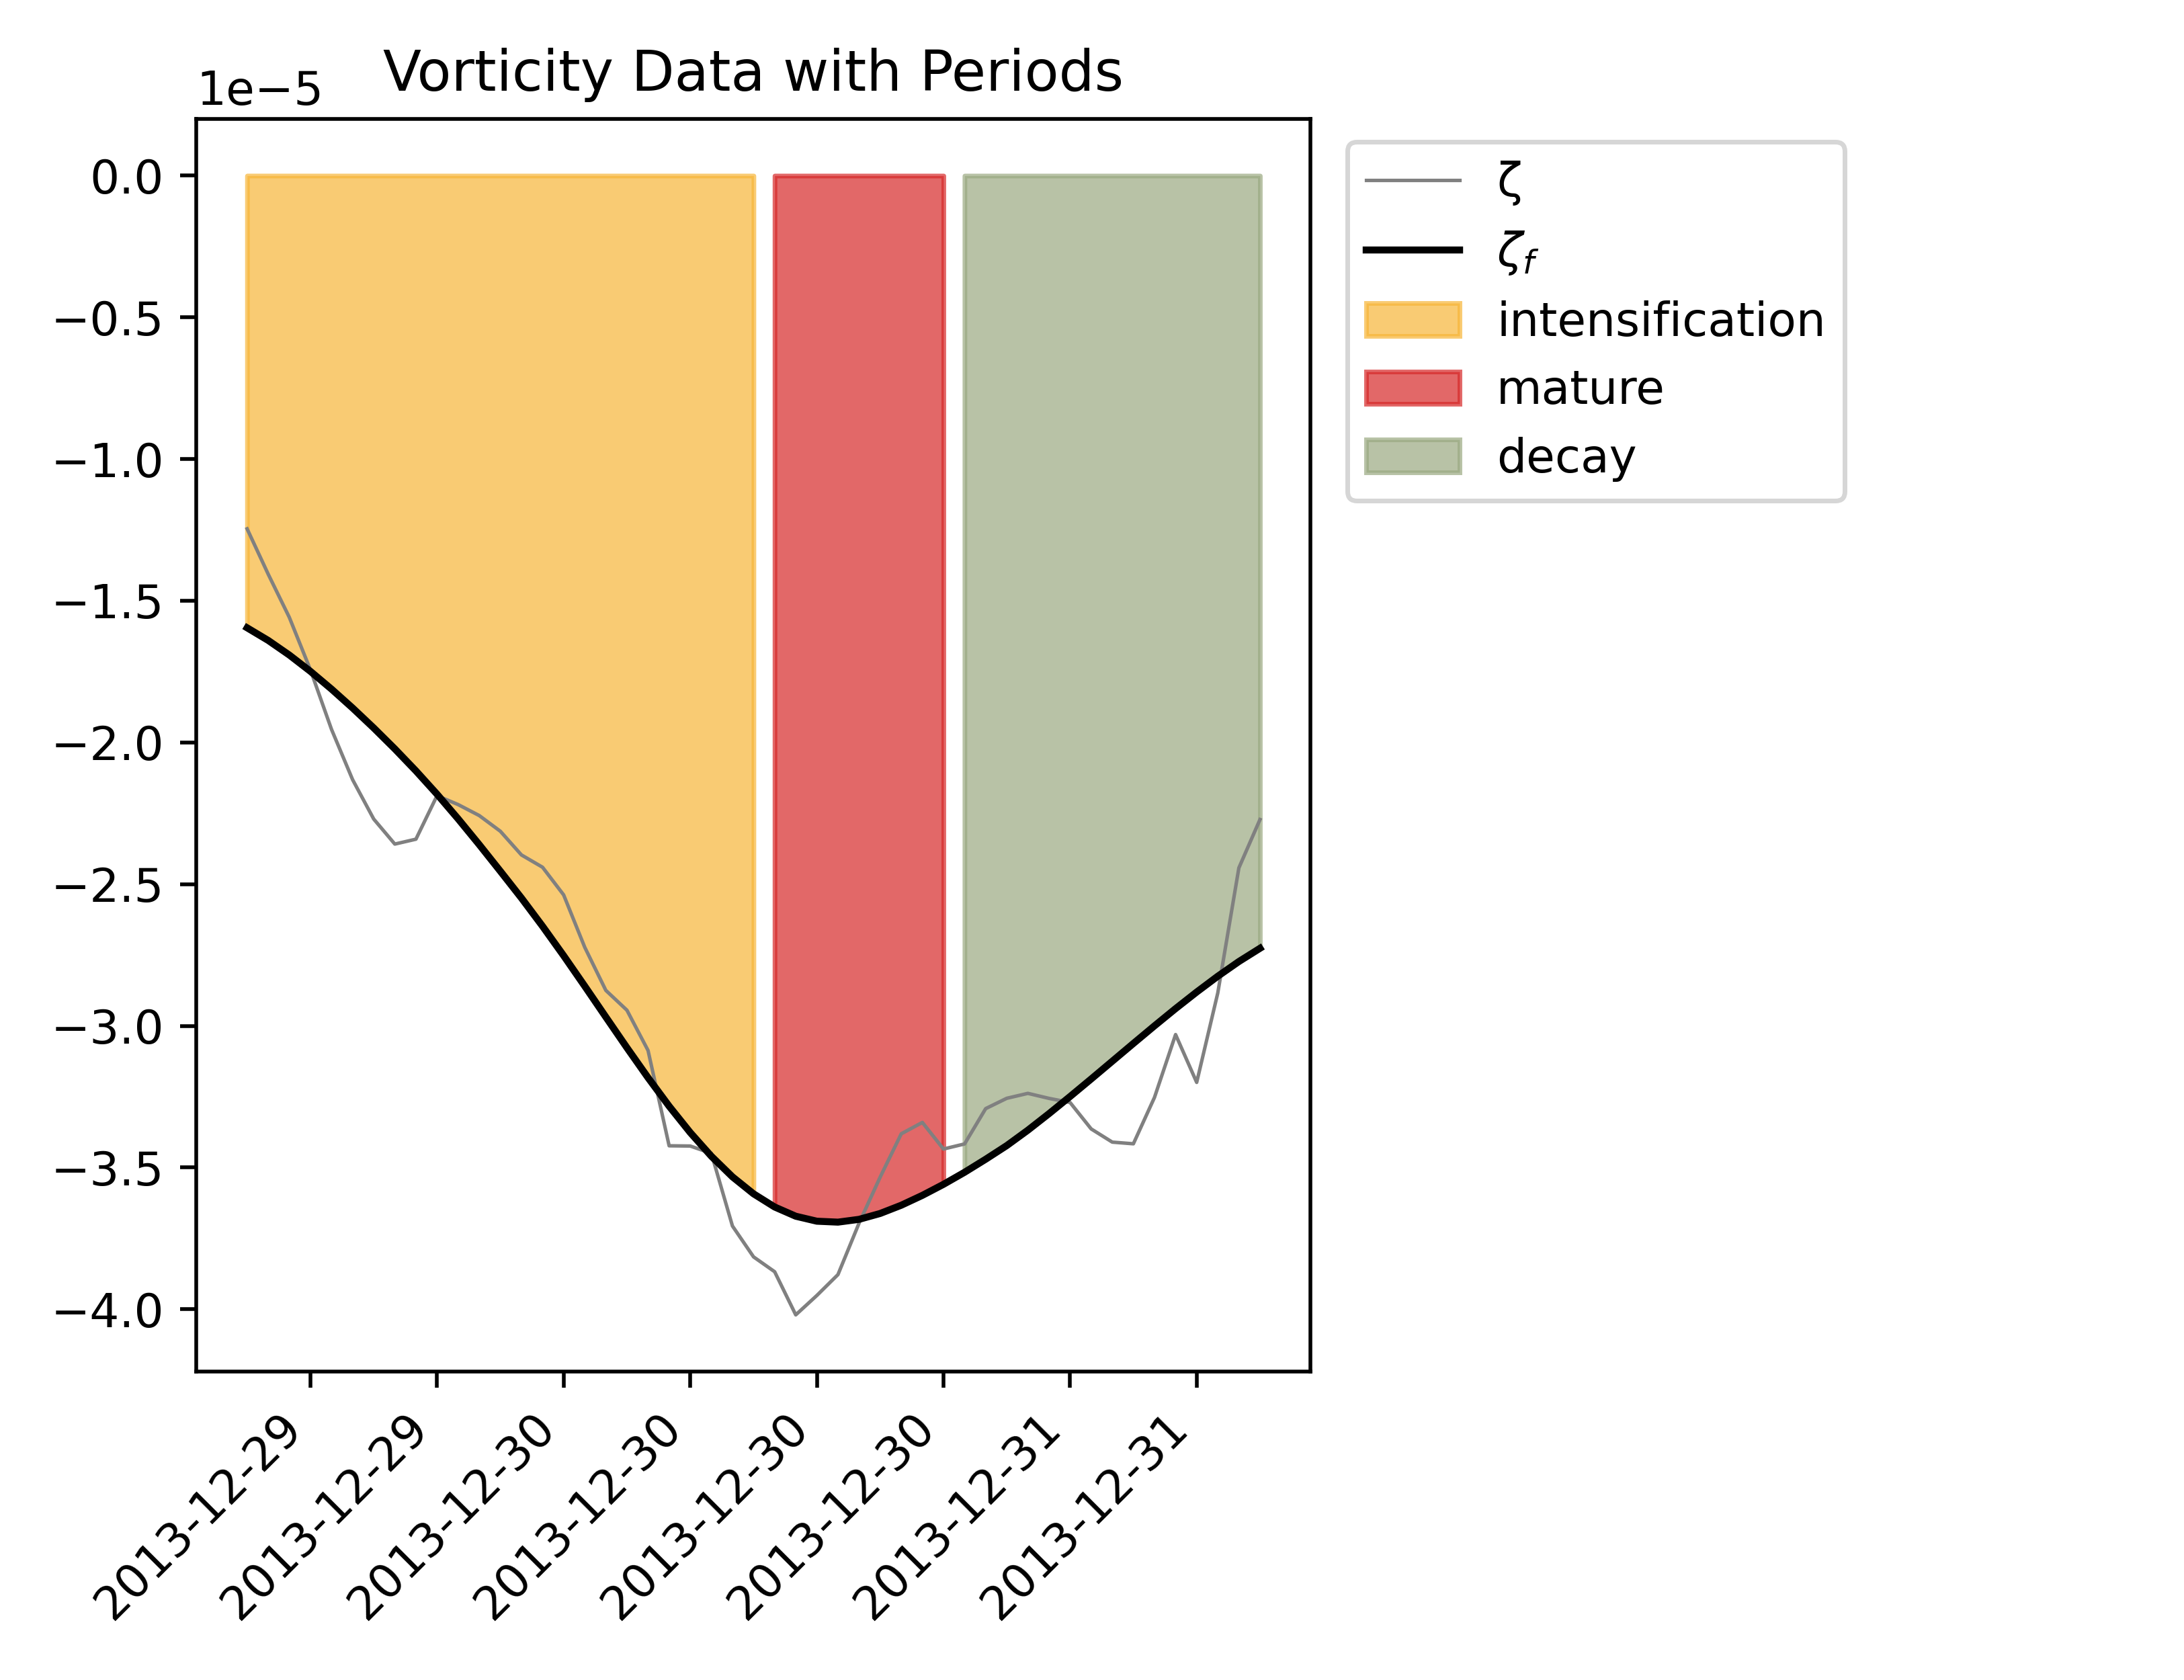 Vorticity Data with Periods
1e−5
0.0
−0.5
−1.0
−1.5
−2.0
−2.5
−3.0
−3.5
−4.0
2013-12-29
2013-12-29
2013-12-30
2013-12-30
2013-12-30
2013-12-30
2013-12-31
2013-12-31
ζ
ζf
intensification
mature
decay